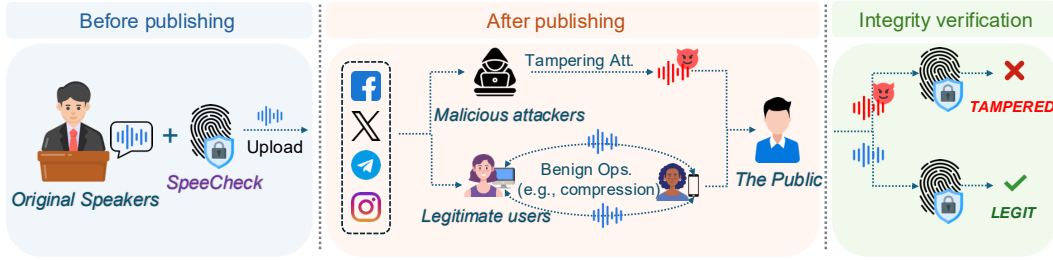 Before publishing
After publishing
Integrity verification
Original Speakers
+
SpeeCheck
Upload
Malicious attackers
Tampering Att.
Legitimate users
Benign Ops.
(e.g., compression)
The Public
TAMPERED
LEGIT